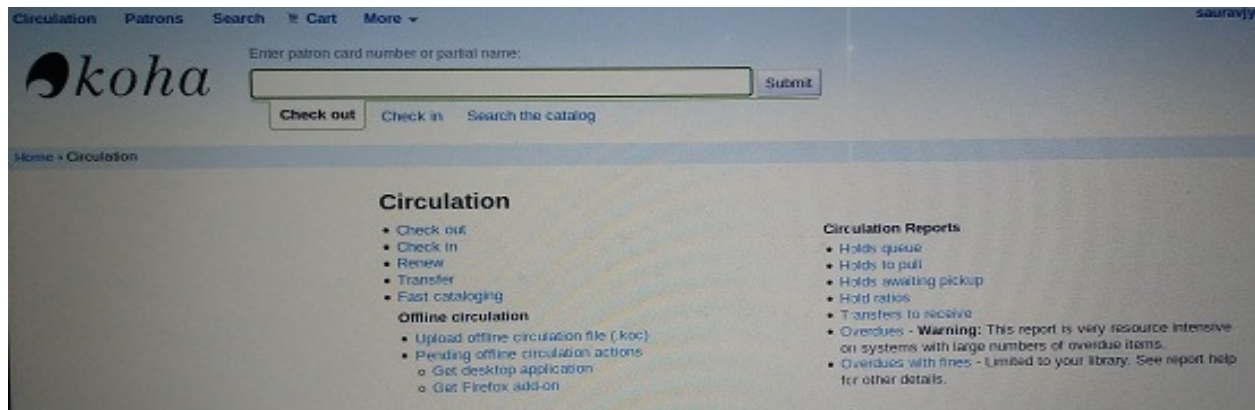 Circulation Patrons Search Cart More
sauravjy
koha
Enter patron card number or partial name:
Submit
Check out Check in Search the catalog
Home › Circulation
Circulation
• Check out
• Check in
• Renew
• Transfer
• Fast cataloging
Offline circulation
• Upload offline circulation file (.koc)
• Pending offline circulation actions
o Get desktop application
o Get Firefox add-on
Circulation Reports
• Holds queue
• Holds to pull
• Holds awaiting pickup
• Hold ratios
• Transfers to receive
• Overdues - Warning: This report is very resource intensive
on systems with large numbers of overdue items.
• Overdues with fines - Limited to your library. See report help
for other details.